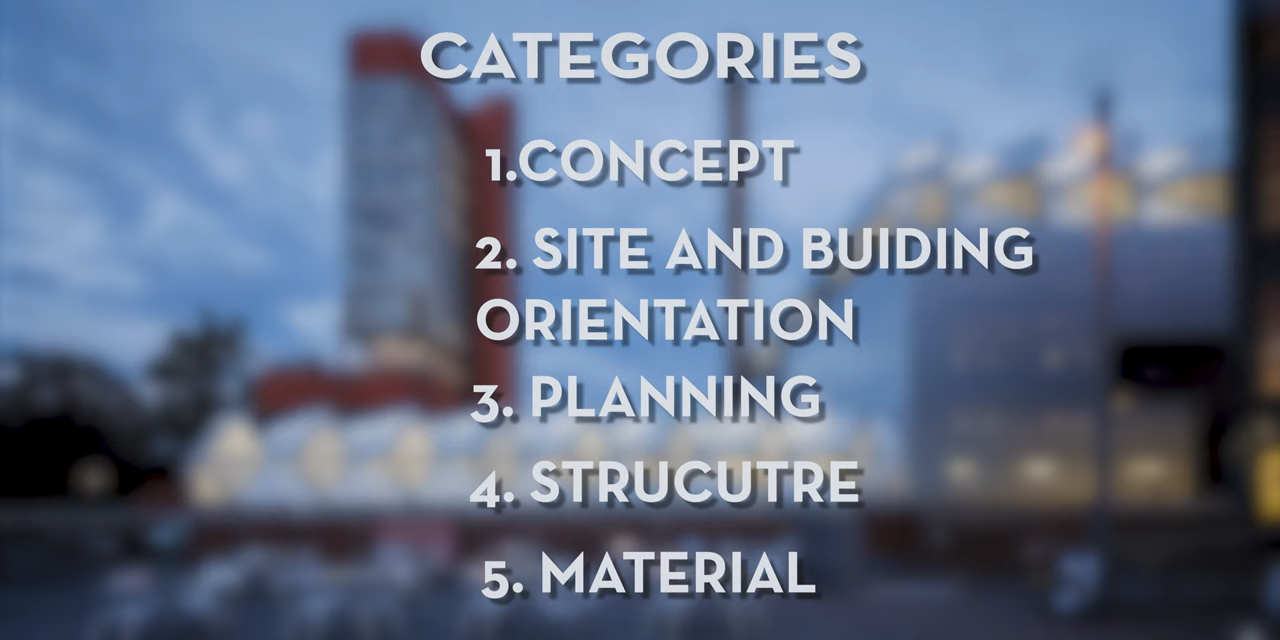 CATEGORIES
1.CONCEPT
2. SITE AND BUIDING
ORIENTATION
3. PLANNING
4. STRUCUTRE
5. MATERIAL